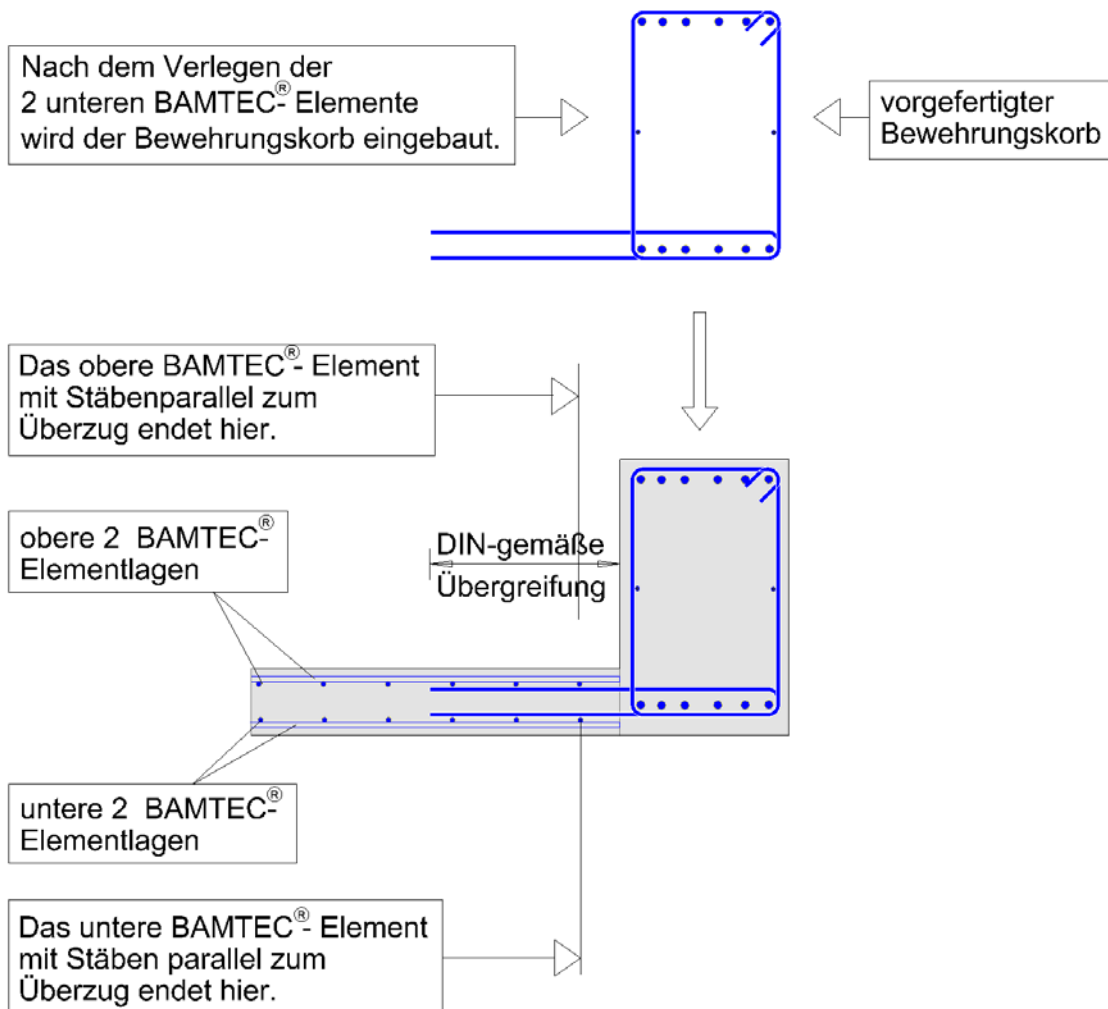 Nach dem Verlegen der
2 unteren BAMTEC®- Elemente
wird der Bewehrungskorb eingebaut.
vorgefertigter
Bewehrungskorb
Das obere BAMTEC®- Element
mit Stäbenparallel zum
Überzug endet hier.
obere 2 BAMTEC®-
Elementlagen
DIN-gemäße
Übergreifung
untere 2 BAMTEC®-
Elementlagen
Das untere BAMTEC®- Element
mit Stäben parallel zum
Überzug endet hier.